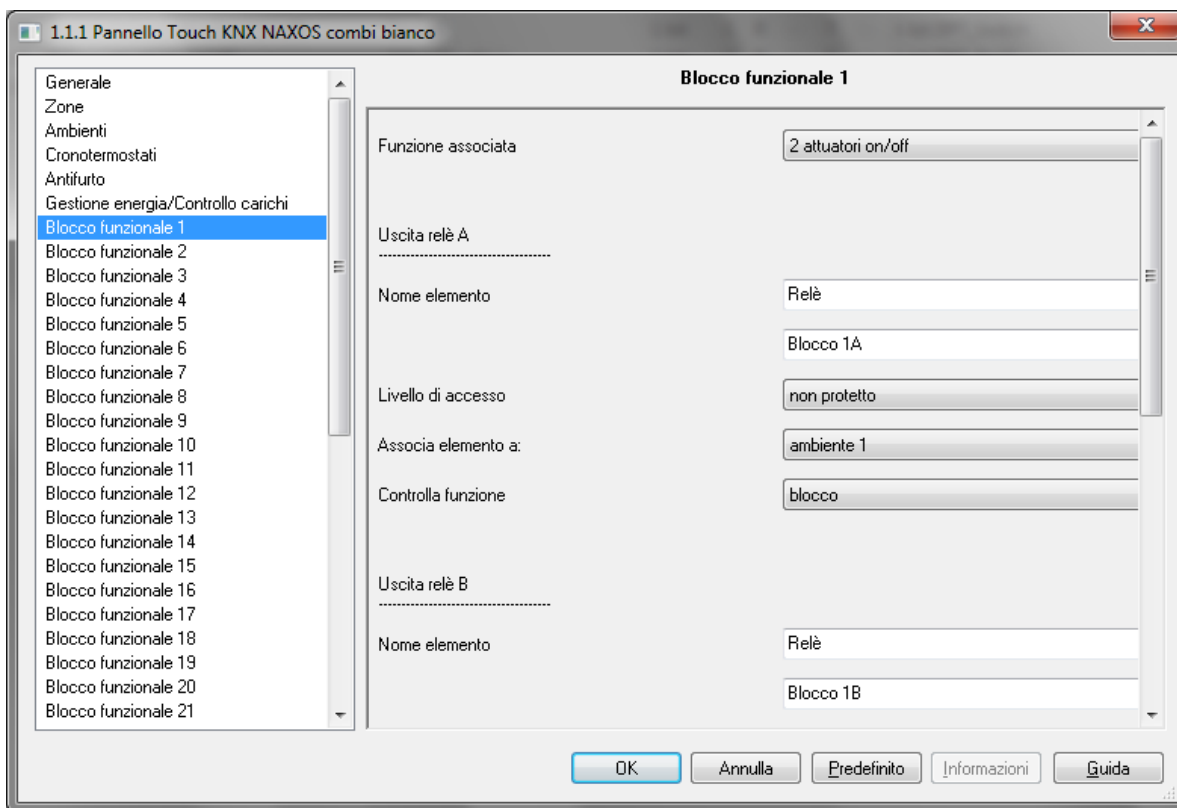 1.1.1 Pannello Touch KNX NAXOS combi bianco
Generale
Zone
Ambienti
Cronotermostati
Antifurto
Gestione energia/Controllo carichi
Blocco funzionale 1
Blocco funzionale 2
Blocco funzionale 3
Blocco funzionale 4
Blocco funzionale 5
Blocco funzionale 6
Blocco funzionale 7
Blocco funzionale 8
Blocco funzionale 9
Blocco funzionale 10
Blocco funzionale 11
Blocco funzionale 12
Blocco funzionale 13
Blocco funzionale 14
Blocco funzionale 15
Blocco funzionale 16
Blocco funzionale 17
Blocco funzionale 18
Blocco funzionale 19
Blocco funzionale 20
Blocco funzionale 21
Blocco funzionale 1
Funzione associata 2 attuatori on/off
Uscita relè A
-----------------------------------
Nome elemento Relè
Blocco 1A
Livello di accesso non protetto
Associa elemento a: ambiente 1
Controlla funzione blocco
Uscita relè B
-----------------------------------
Nome elemento Relè
Blocco 1B
OK Annulla Predefinito Informazioni Guida